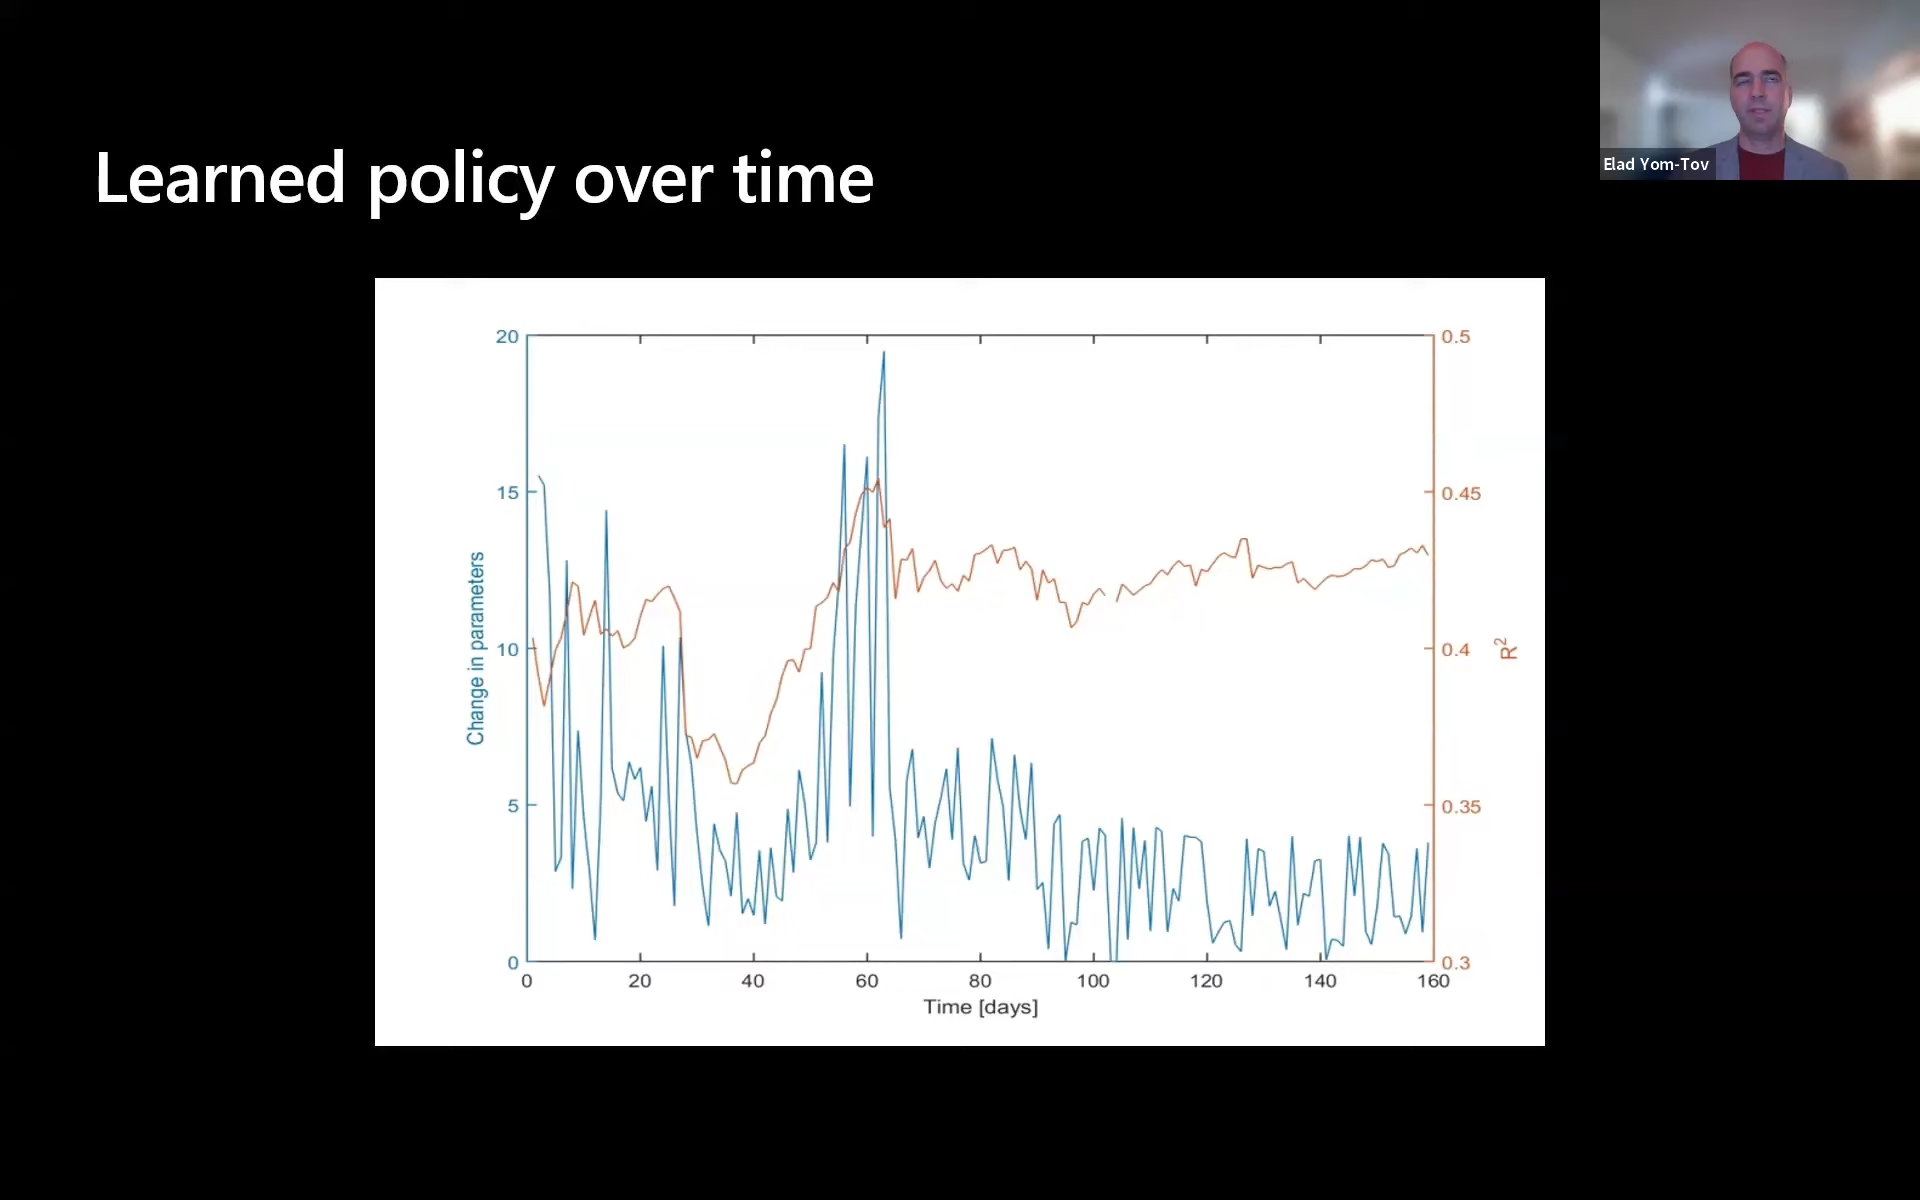 Elad Yom-Tov
Learned policy over time
20
15
10
5
0
Change in parameters
0.5
0.45
0.4
0.35
0.3
R²
0 20 40 60 80 100 120 140 160
Time [days]